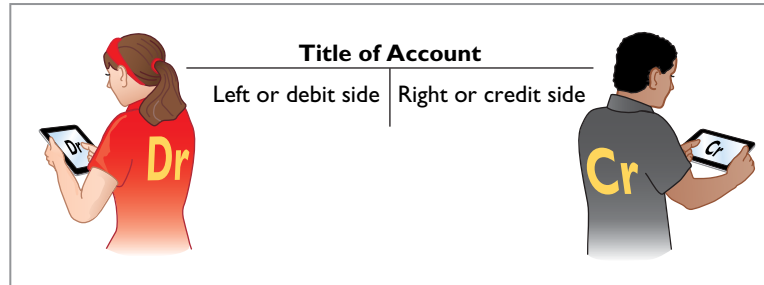 Title of Account
Left or debit side
Right or credit side
Dr
Dr
Cr
Cr